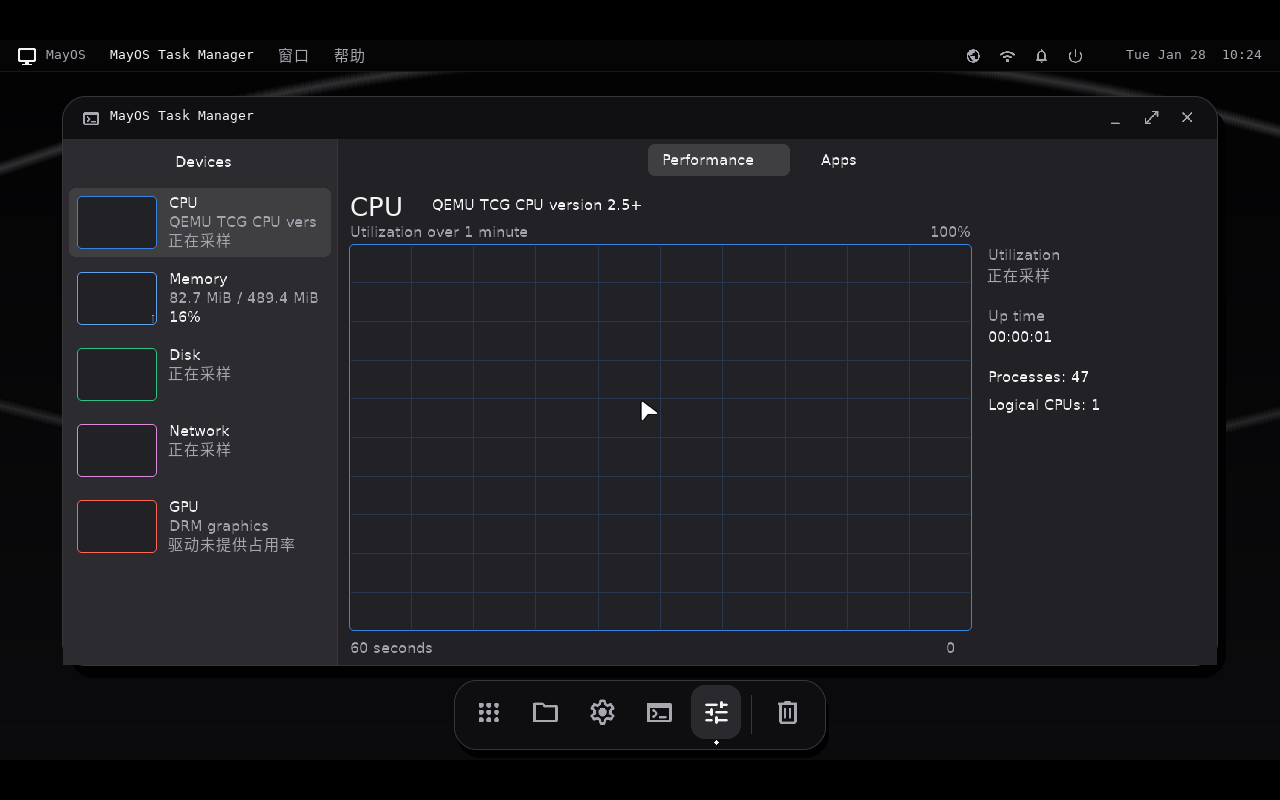 MayOS MayOS Task Manager 窗口 帮助 Tue Jan 28 10:24
MayOS Task Manager
Devices
CPU
QEMU TCG CPU vers
正在采样
Memory
82.7 MiB / 489.4 MiB
16%
Disk
正在采样
Network
正在采样
GPU
DRM graphics
驱动未提供占用率
Performance Apps
CPU QEMU TCG CPU version 2.5+
Utilization over 1 minute 100%
60 seconds 0
Utilization
正在采样
Up time
00:00:01
Processes: 47
Logical CPUs: 1